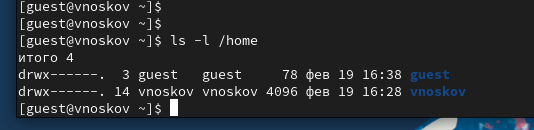 [guest@vnoskov ~]$
[guest@vnoskov ~]$
[guest@vnoskov ~]$ ls -l /home
итого 4
drwx------.  3 guest   guest     78 фев 19 16:38 guest
drwx------. 14 vnoskov vnoskov 4096 фев 19 16:28 vnoskov
[guest@vnoskov ~]$